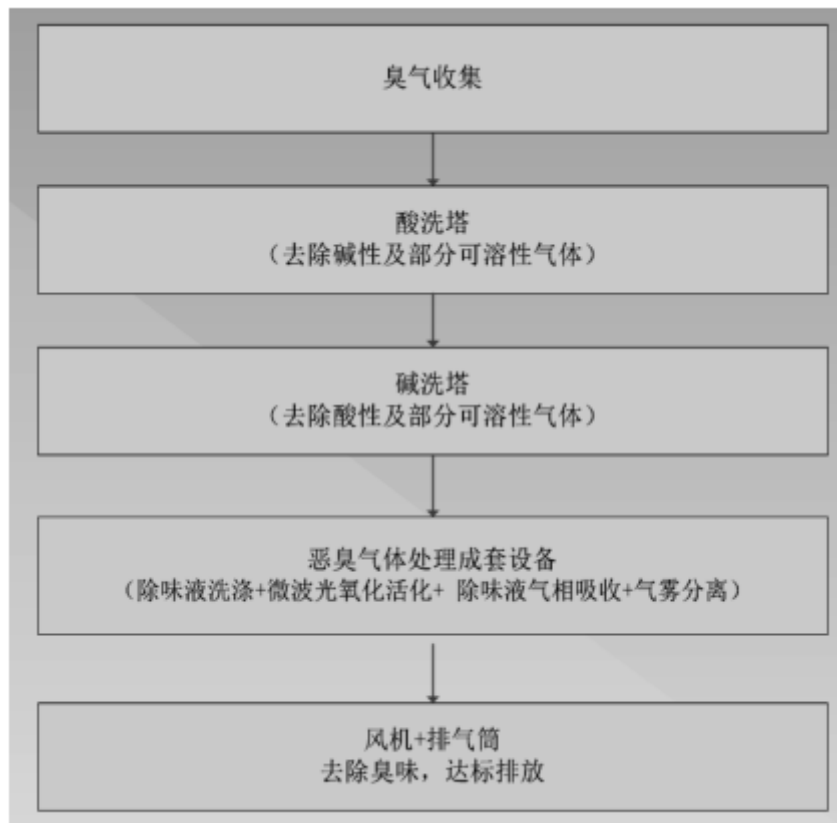 臭气收集
酸洗塔
（去除碱性及部分可溶性气体）
碱洗塔
（去除酸性及部分可溶性气体）
恶臭气体处理成套设备
（除味液洗涤+微波光氧化活化+ 除味液气相吸收+气雾分离）
风机+排气筒
去除臭味，达标排放